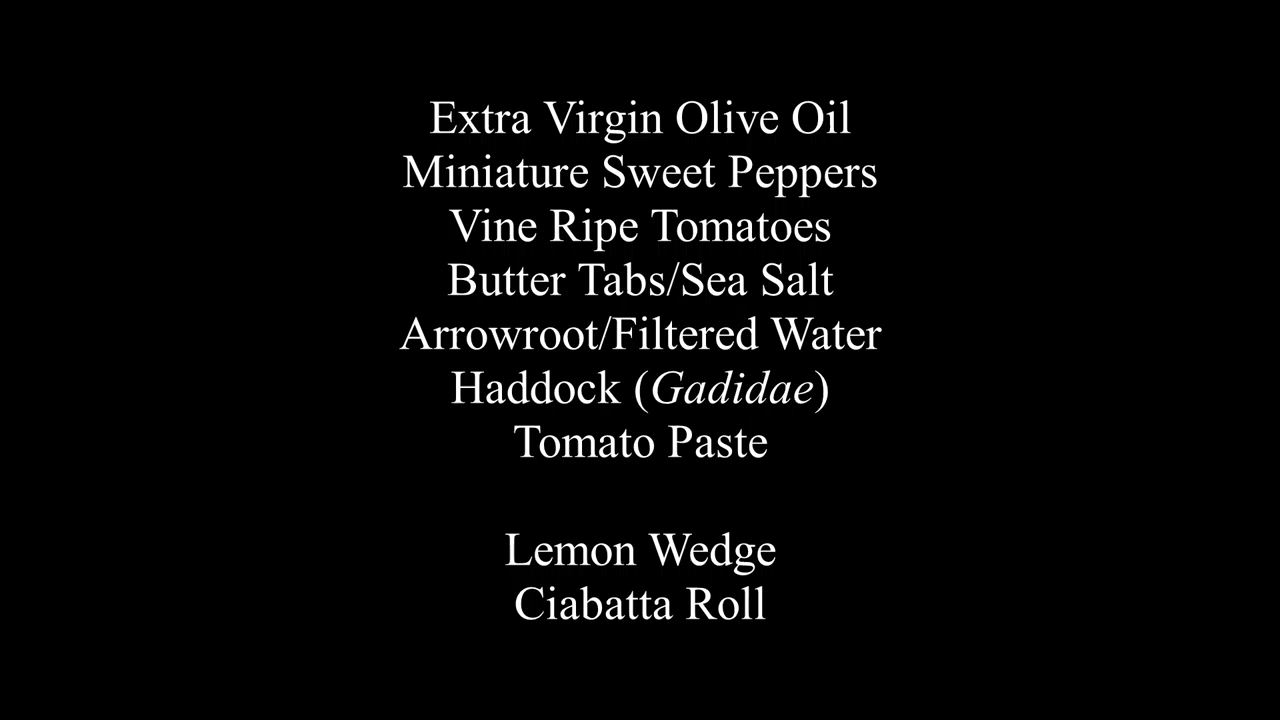 Extra Virgin Olive Oil
Miniature Sweet Peppers
Vine Ripe Tomatoes
Butter Tabs/Sea Salt
Arrowroot/Filtered Water
Haddock (Gadidae)
Tomato Paste
Lemon Wedge
Ciabatta Roll